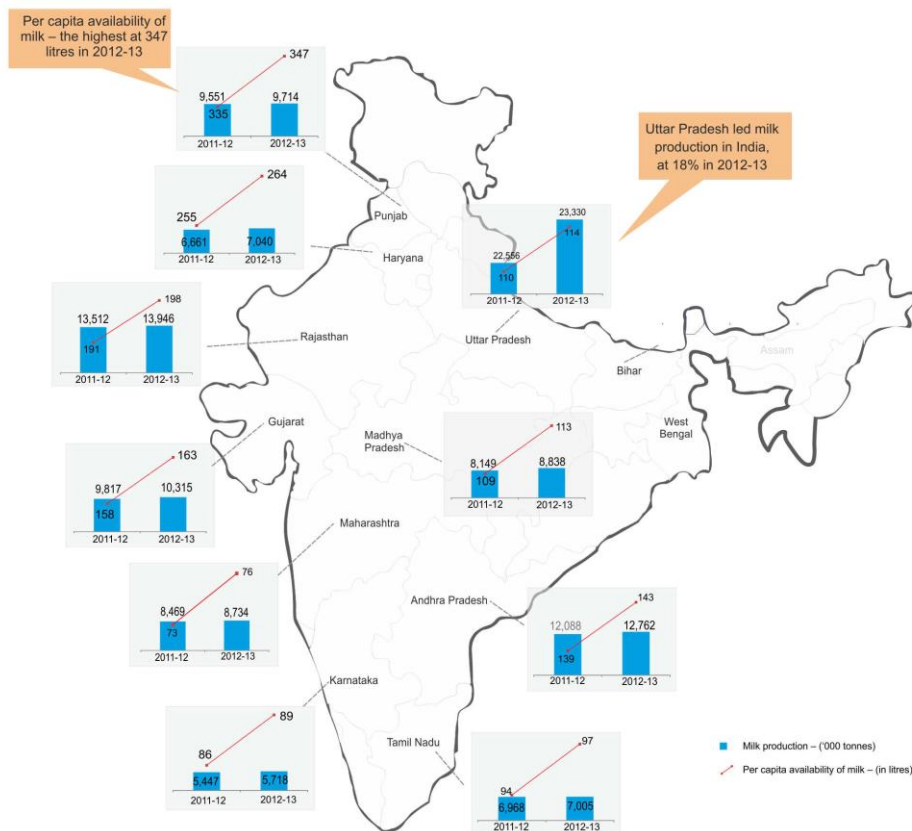 Per capita availability of
milk – the highest at 347
litres in 2012-13
347
9,551
9,714
335
2011-12 2012-13
Uttar Pradesh led milk
production in India,
at 18% in 2012-13
264
255
6,661
7,040
2011-12 2012-13
Punjab
Haryana
23,330
114
22,556
110
2011-12 2012-13
Uttar Pradesh
198
13,512
13,946
191
2011-12 2012-13
Rajasthan
Bihar
Assam
Gujarat
163
9,817
10,315
158
2011-12 2012-13
Madhya
Pradesh
113
8,149
8,838
109
2011-12 2012-13
West
Bengal
Maharashtra
76
8,469
8,734
73
2011-12 2012-13
Andhra Pradesh
143
12,088
12,762
139
2011-12 2012-13
Karnataka
89
86
5,447
5,718
2011-12 2012-13
Tamil Nadu
97
94
6,968
7,005
2011-12 2012-13
Milk production – ('000 tonnes)
Per capita availability of milk – (in litres)